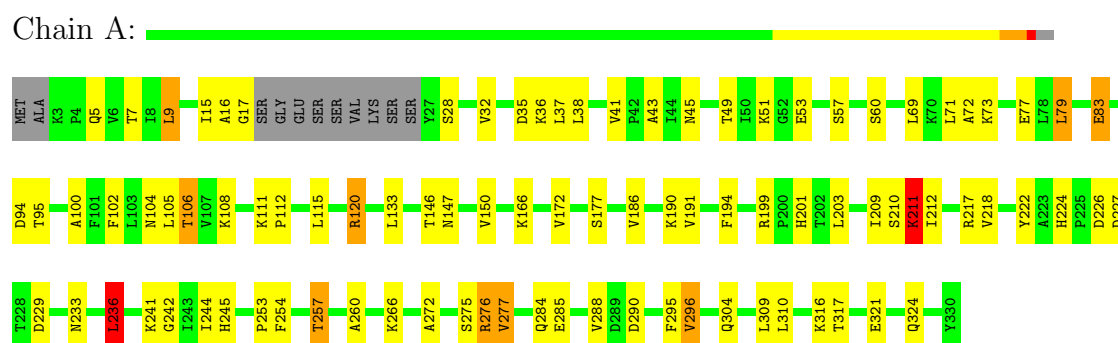 Chain A:
MET ALA K3 P4 Q5 V6 T7 I8 L9 I15 A16 G17 SER GLY GLU SER SER VAL LYS SER SER Y27 S28 V32 D35 K36 L37 L38 V41 P42 A43 I44 N45 T49 I50 K51 G52 E53 S57 S60 L69 K70 L71 A72 K73 E77 L78 L79 E83
D94 T95 A100 F101 F102 L103 N104 L105 T106 V107 K108 K111 P112 L115 R120 L133 T146 N147 V150 K166 V172 S177 V186 K190 V191 F194 R199 P200 H201 T202 L203 I209 S210 K211 I212 R217 V218 Y222 A223 H224 P225 D226
T228 D229 N233 L236 K241 G242 I243 I244 H245 P253 F254 T257 A260 K266 A272 S275 R276 V277 Q284 E285 V288 D289 D290 F295 V296 Q304 L309 L310 K316 T317 E321 Q324 Y330